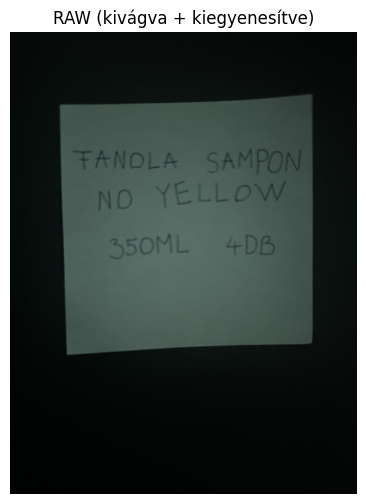 RAW (kivágva + kiegyenesítve)
FANOLA SAMPON
NO YELLOW
350ML 4DB